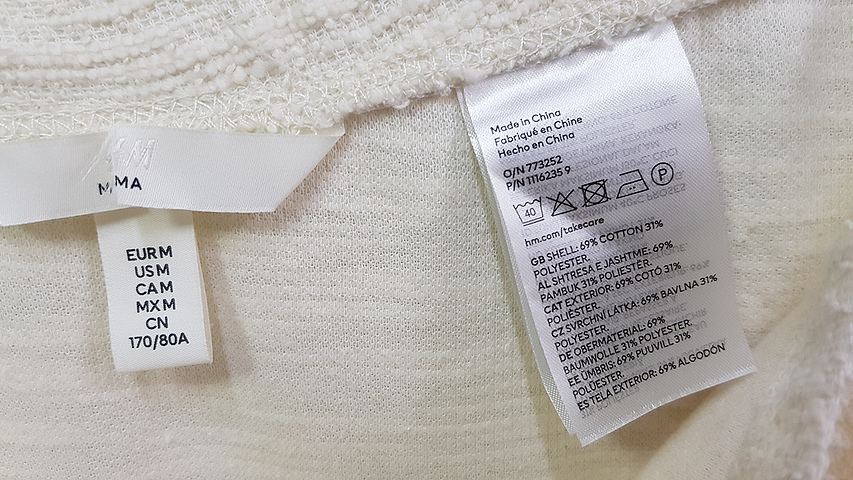 H&M
MAMA
EUR M
US M
CA M
MX M
CN
170/80A
Made in China
Fabriqué en Chine
Hecho en China
O/N 773252
P/N 1116235 9
40
P
hm.com/takecare
GB SHELL: 69% COTTON 31%
POLYESTER.
AL SHTRESA E JASHTME: 69%
PAMBUK 31% POLIESTËR.
CAT EXTERIOR: 69% COTÓ 31%
POLIÈSTER.
CZ SVRCHNÍ LÁTKA: 69% BAVLNA 31%
POLYESTER.
DE OBERMATERIAL: 69%
BAUMWOLLE 31% POLYESTER.
EE ÜMBRIS: 69% PUUVILL 31%
POLÜESTER.
ES TELA EXTERIOR: 69% ALGODÓN